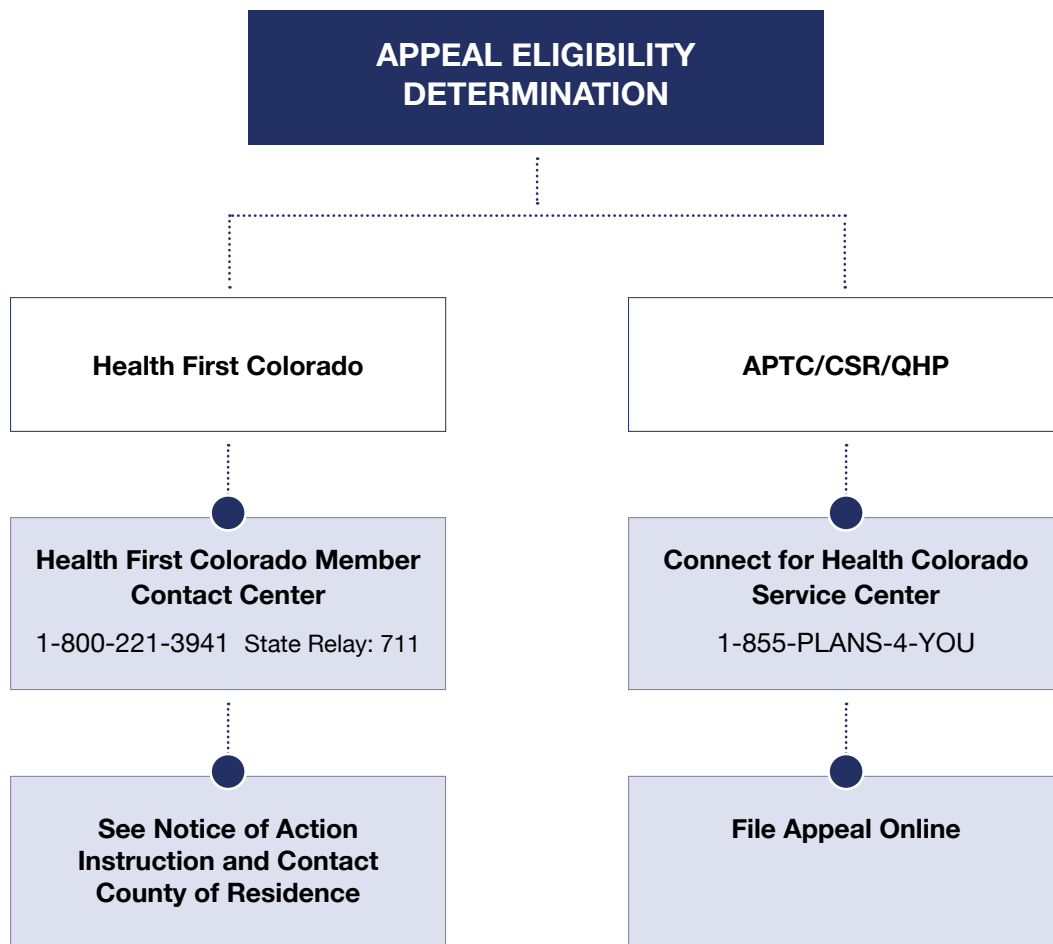 APPEAL ELIGIBILITY
DETERMINATION
Health First Colorado
APTC/CSR/QHP
Health First Colorado Member
Contact Center
1-800-221-3941 State Relay: 711
Connect for Health Colorado
Service Center
1-855-PLANS-4-YOU
See Notice of Action
Instruction and Contact
County of Residence
File Appeal Online